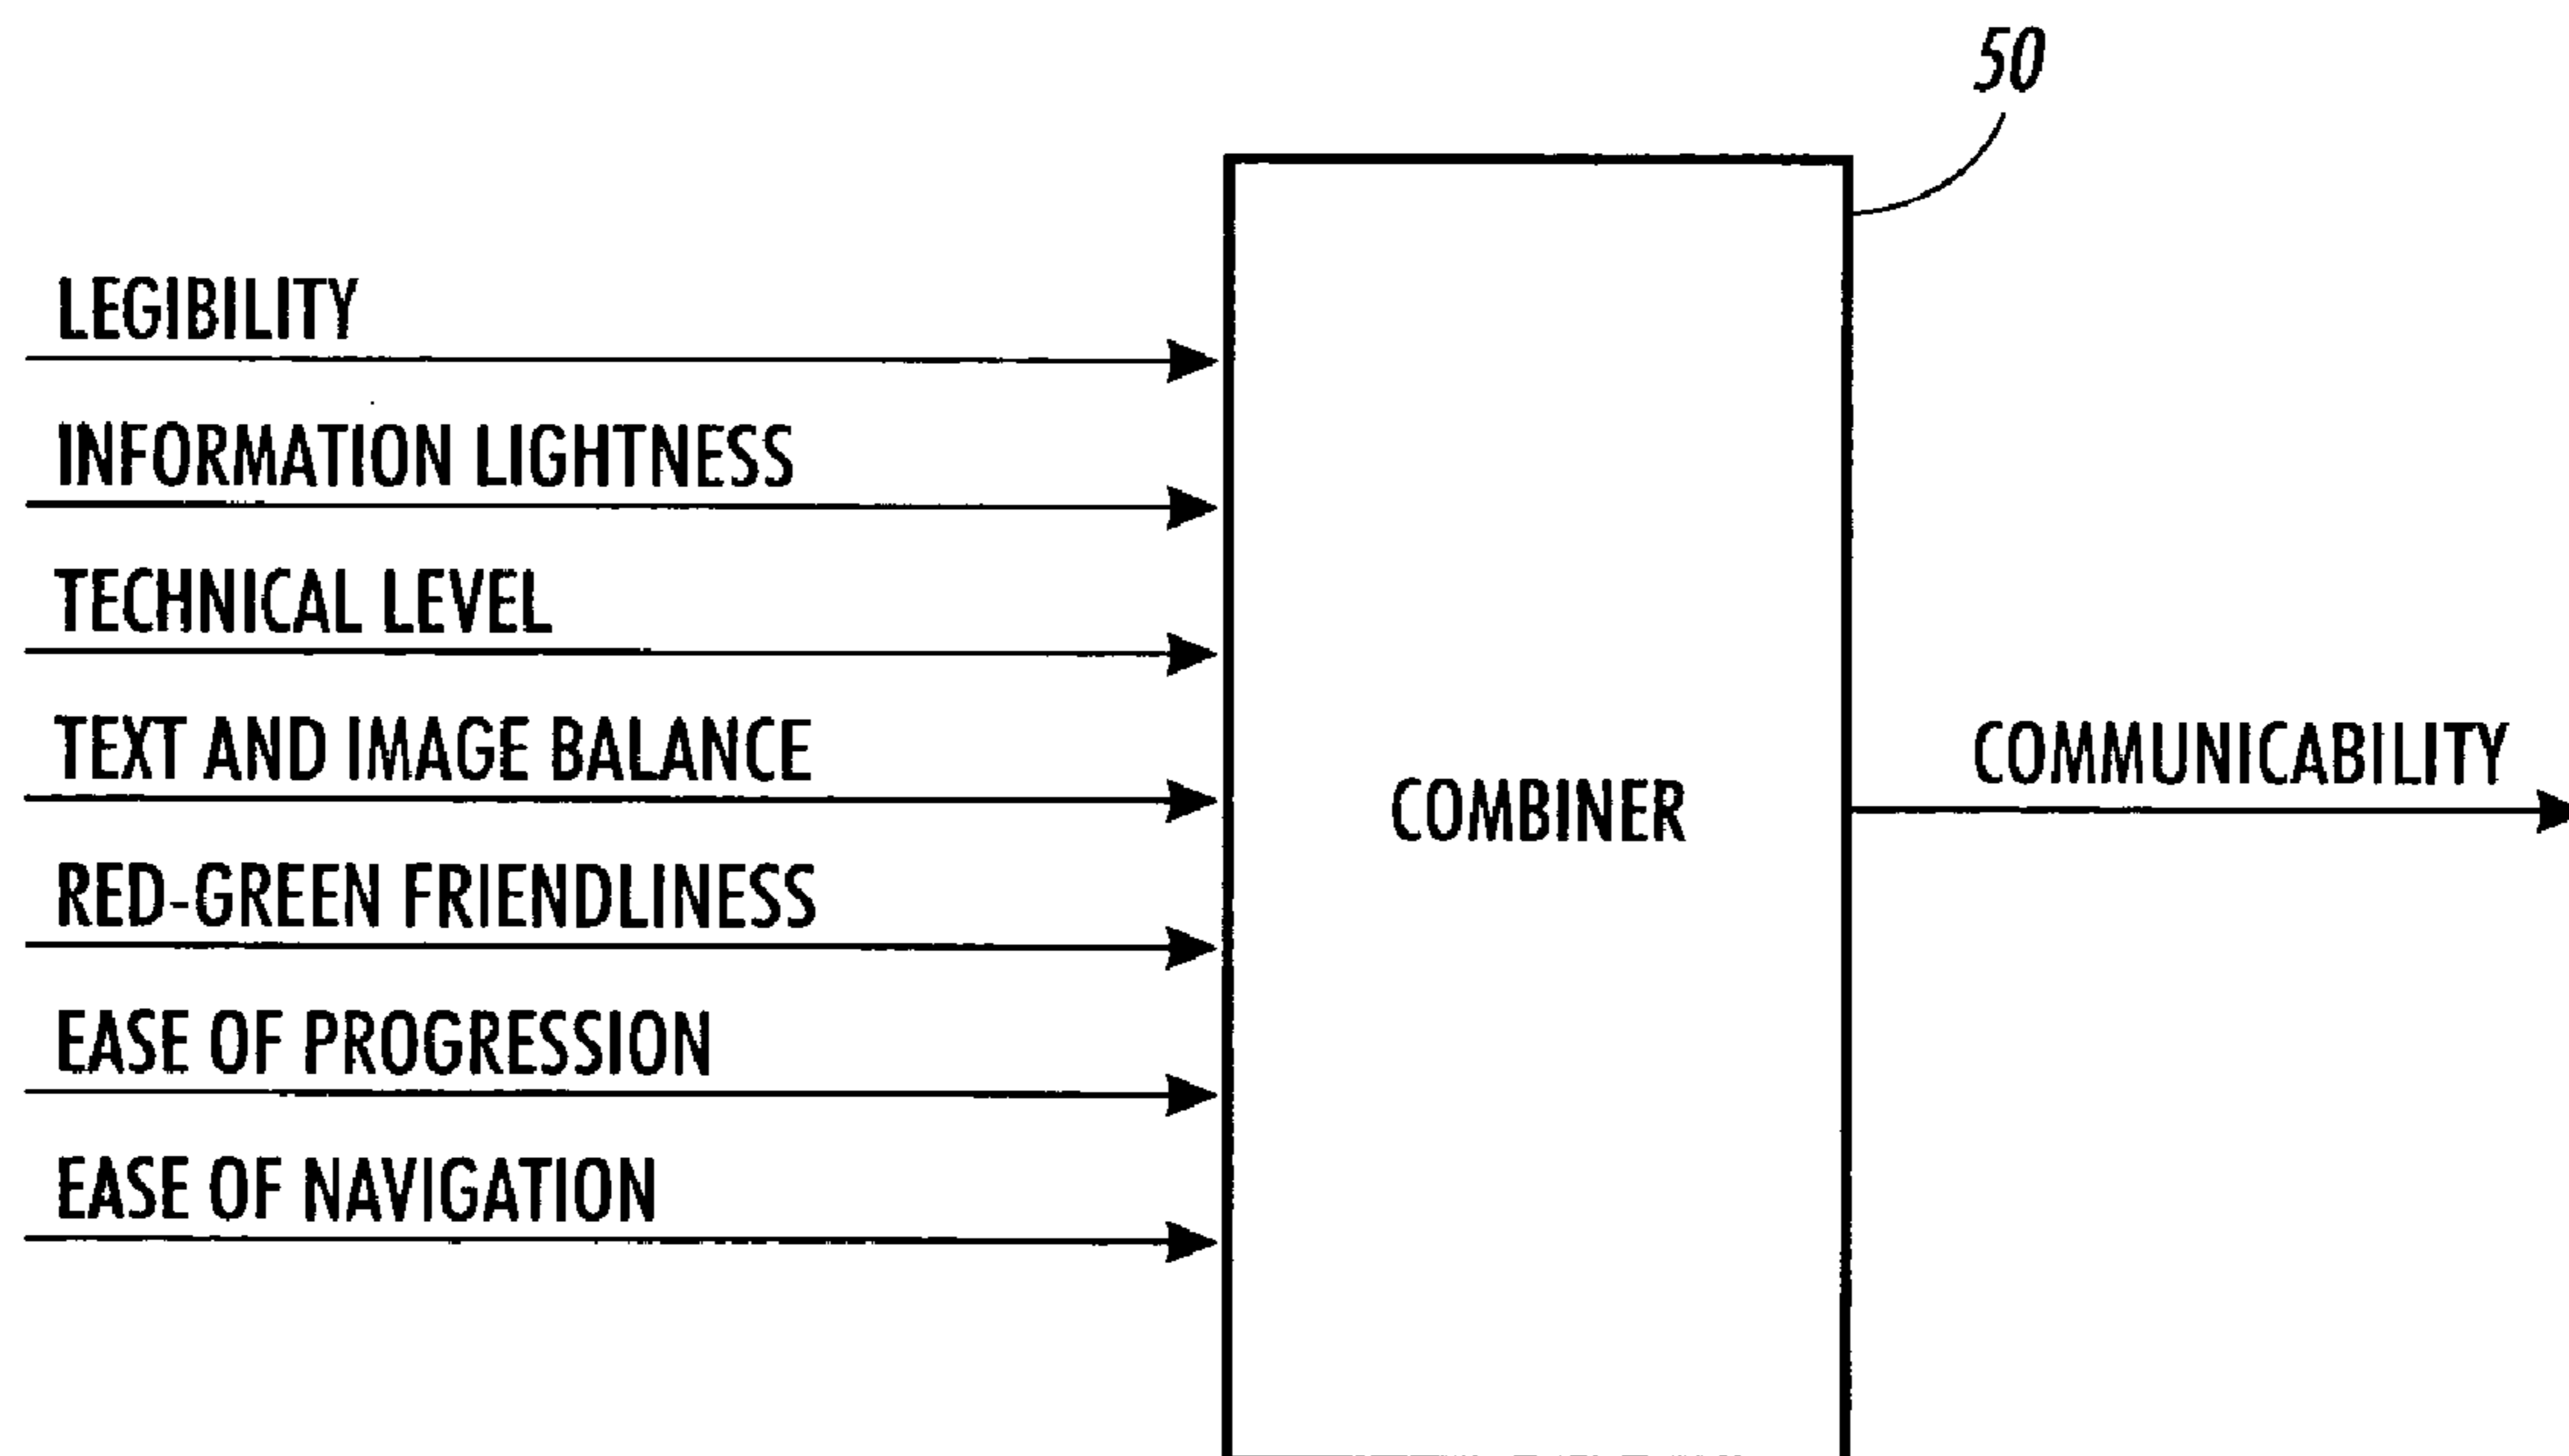 50
LEGIBILITY
INFORMATION LIGHTNESS
TECHNICAL LEVEL
TEXT AND IMAGE BALANCE
COMMUNICABILITY
COMBINER
RED-GREEN FRIENDLINESS
EASE OF PROGRESSION
EASE OF NAVIGATION